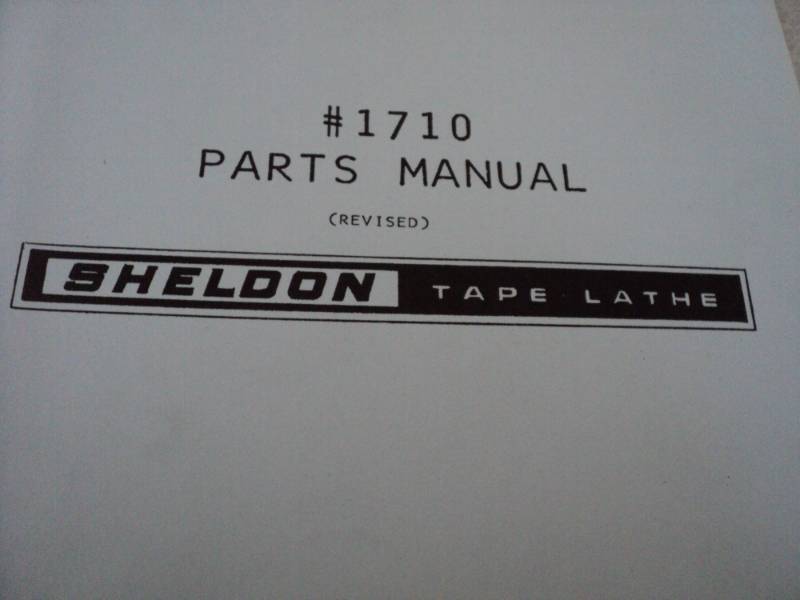 #1710
PARTS MANUAL
(REVISED)
SHELDON TAPE LATHE